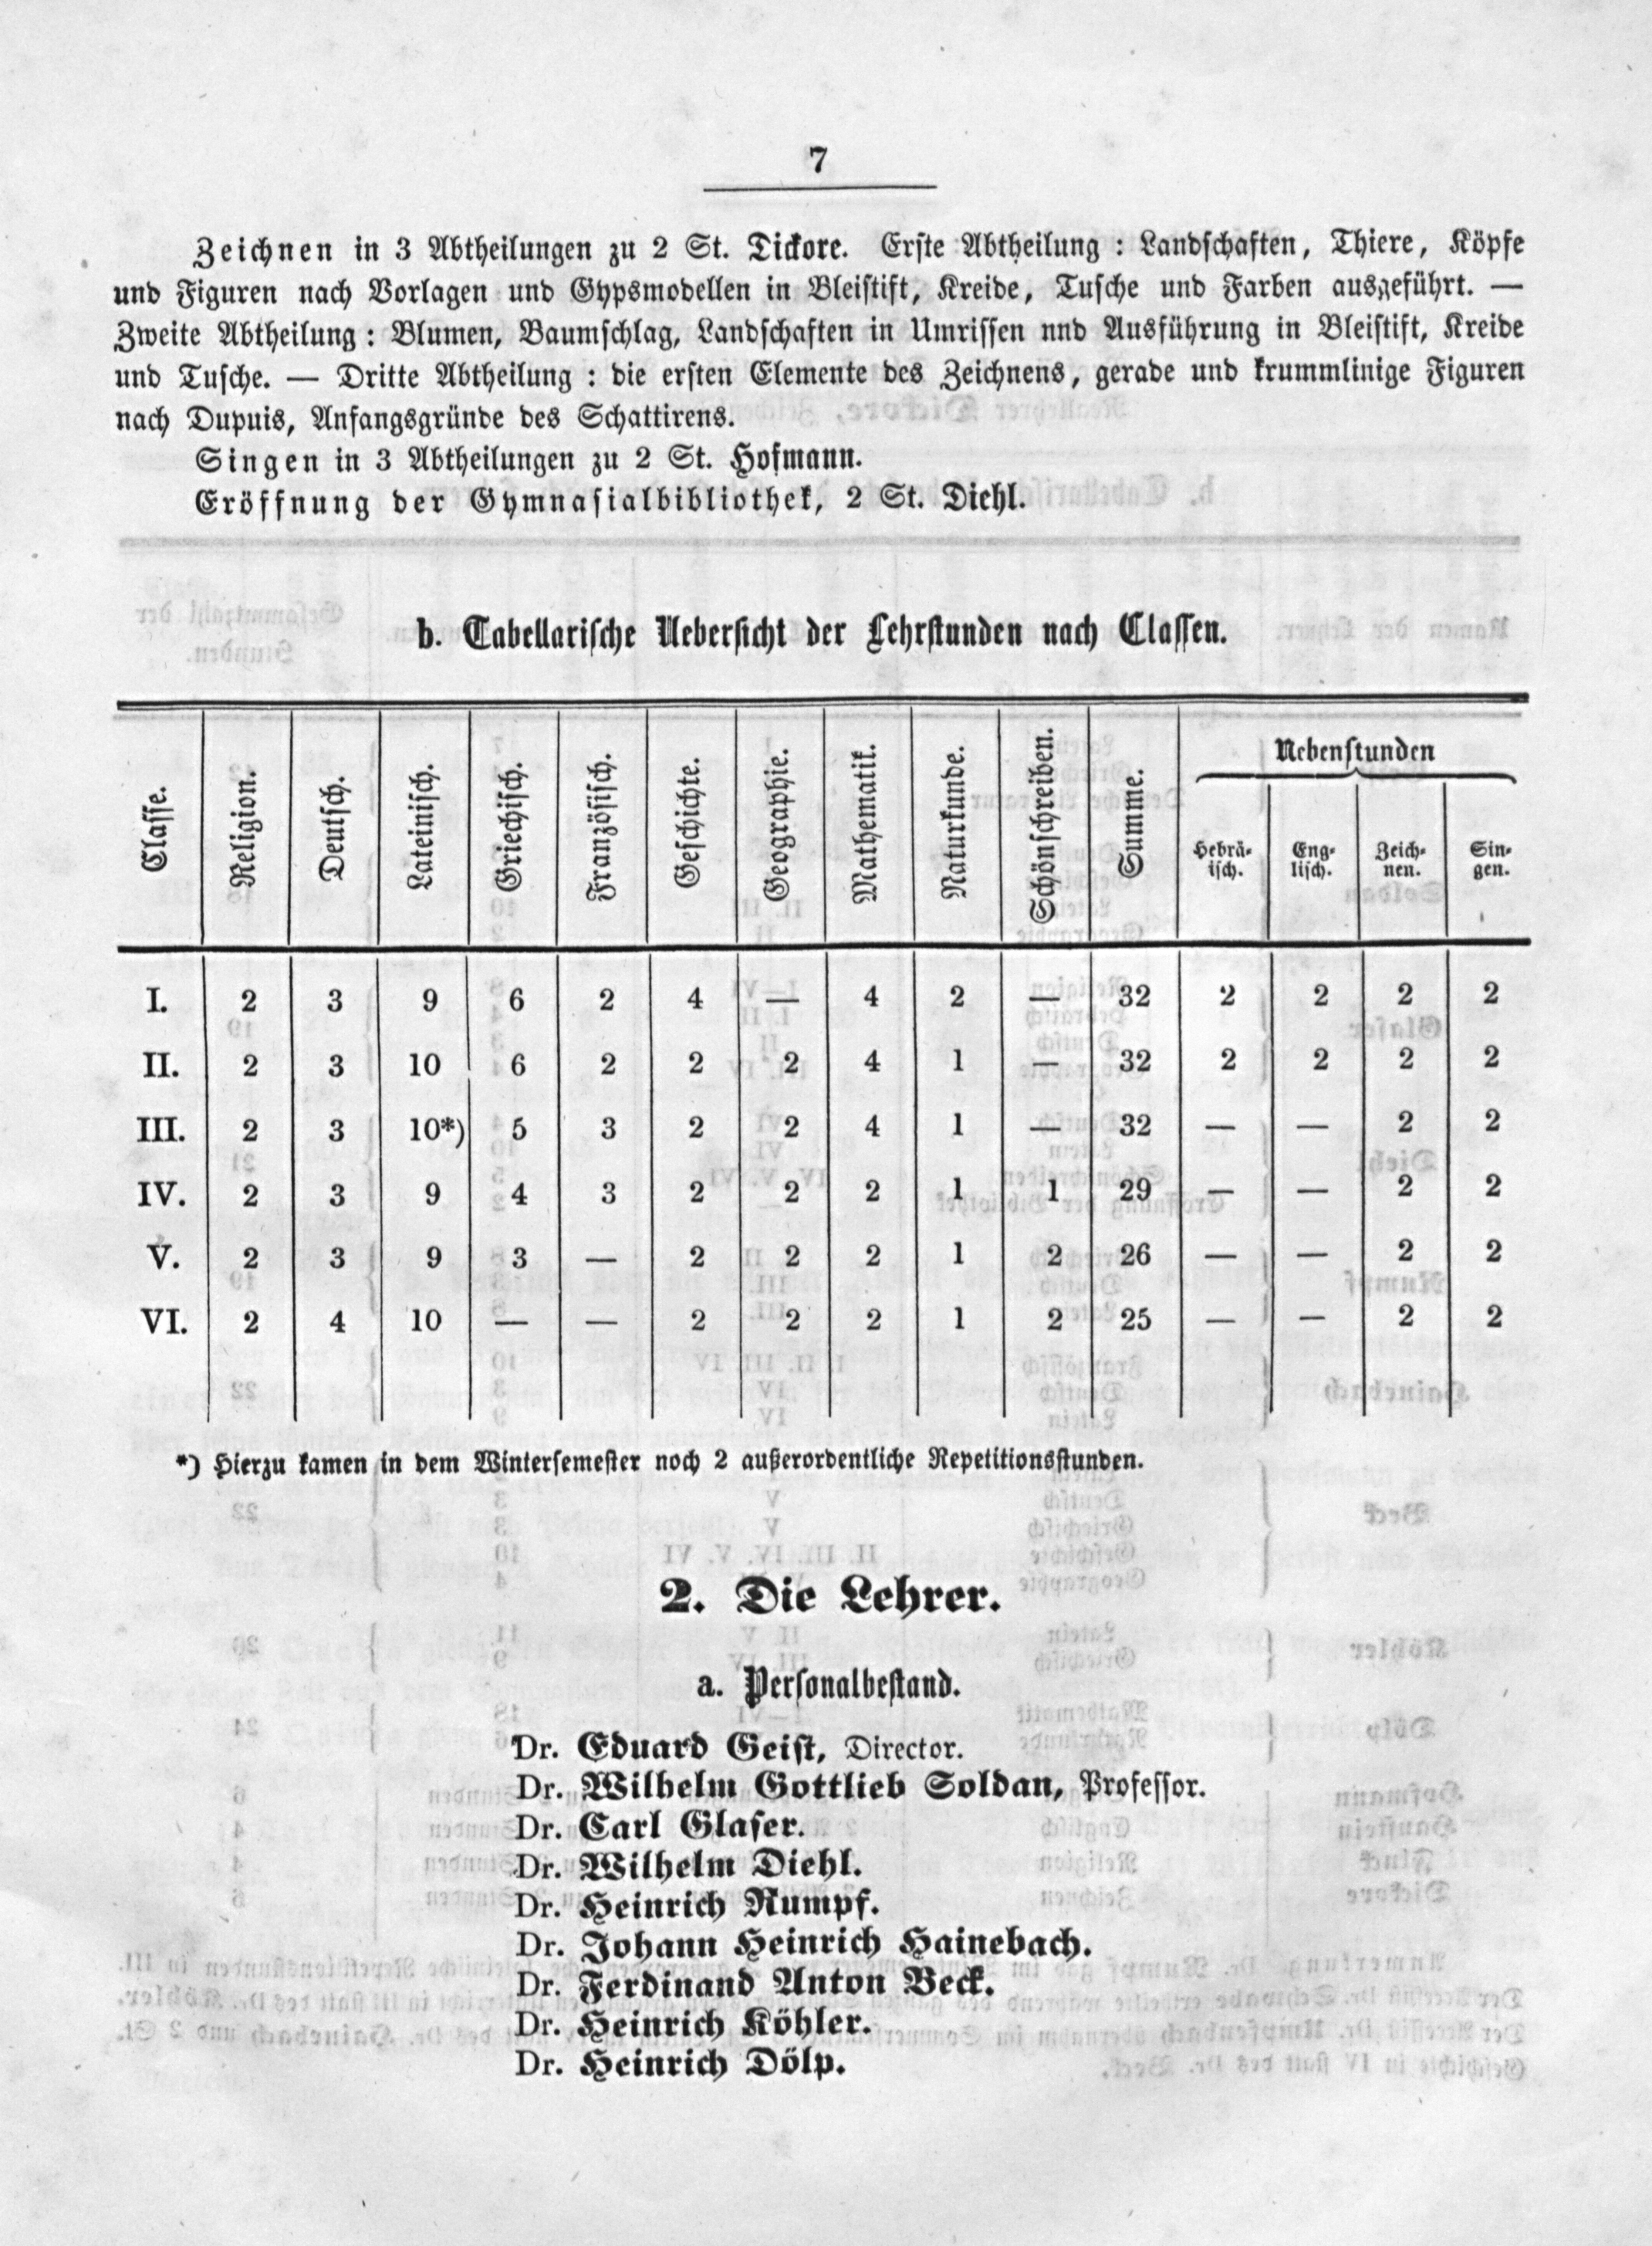 7
Zeichnen in 3 Abtheilungen zu 2 St. Dickore. Erste Abtheilung : Landschaften, Thiere, Köpfe
und Figuren nach Vorlagen und Gypsmodellen in Bleistift, Kreide, Tusche und Farben ausgeführt. —
Zweite Abtheilung : Blumen, Baumschlag, Landschaften in Umrissen nnd Ausführung in Bleistift, Kreide
und Tusche. — Dritte Abtheilung : die ersten Elemente des Zeichnens, gerade und krummlinige Figuren
nach Dupuis, Anfangsgründe des Schattirens.
Singen in 3 Abtheilungen zu 2 St. Hofmann.
Eröffnung der Gymnasialbibliothek, 2 St. Diehl.
b. Tabellarische Uebersicht der Lehrstunden nach Classen.
Classe. Religion. Deutsch. Lateinisch. Griechisch. Französisch. Geschichte. Geographie. Mathematik. Naturkunde. Schönschreiben. Summe. Nebenstunden
Hebrä- Eng- Zeich- Sin-
isch. lisch. nen. gen.
I. 2 3 9 6 2 4 — 4 2 — 32 2 2 2 2
II. 2 3 10 6 2 2 2 4 1 — 32 2 2 2 2
III. 2 3 10*) 5 3 2 2 4 1 — 32 — — 2 2
IV. 2 3 9 4 3 2 2 2 1 1 29 — — 2 2
V. 2 3 9 3 — 2 2 2 1 2 26 — — 2 2
VI. 2 4 10 — — 2 2 2 1 2 25 — — 2 2
*) Hierzu kamen in dem Wintersemester noch 2 außerordentliche Repetitionsstunden.
2. Die Lehrer.
a. Personalbestand.
Dr. Eduard Geist, Director.
Dr. Wilhelm Gottlieb Soldan, Professor.
Dr. Carl Glaser.
Dr. Wilhelm Diehl.
Dr. Heinrich Rumpf.
Dr. Johann Heinrich Hainebach.
Dr. Ferdinand Anton Beck.
Dr. Heinrich Köhler.
Dr. Heinrich Dölp.